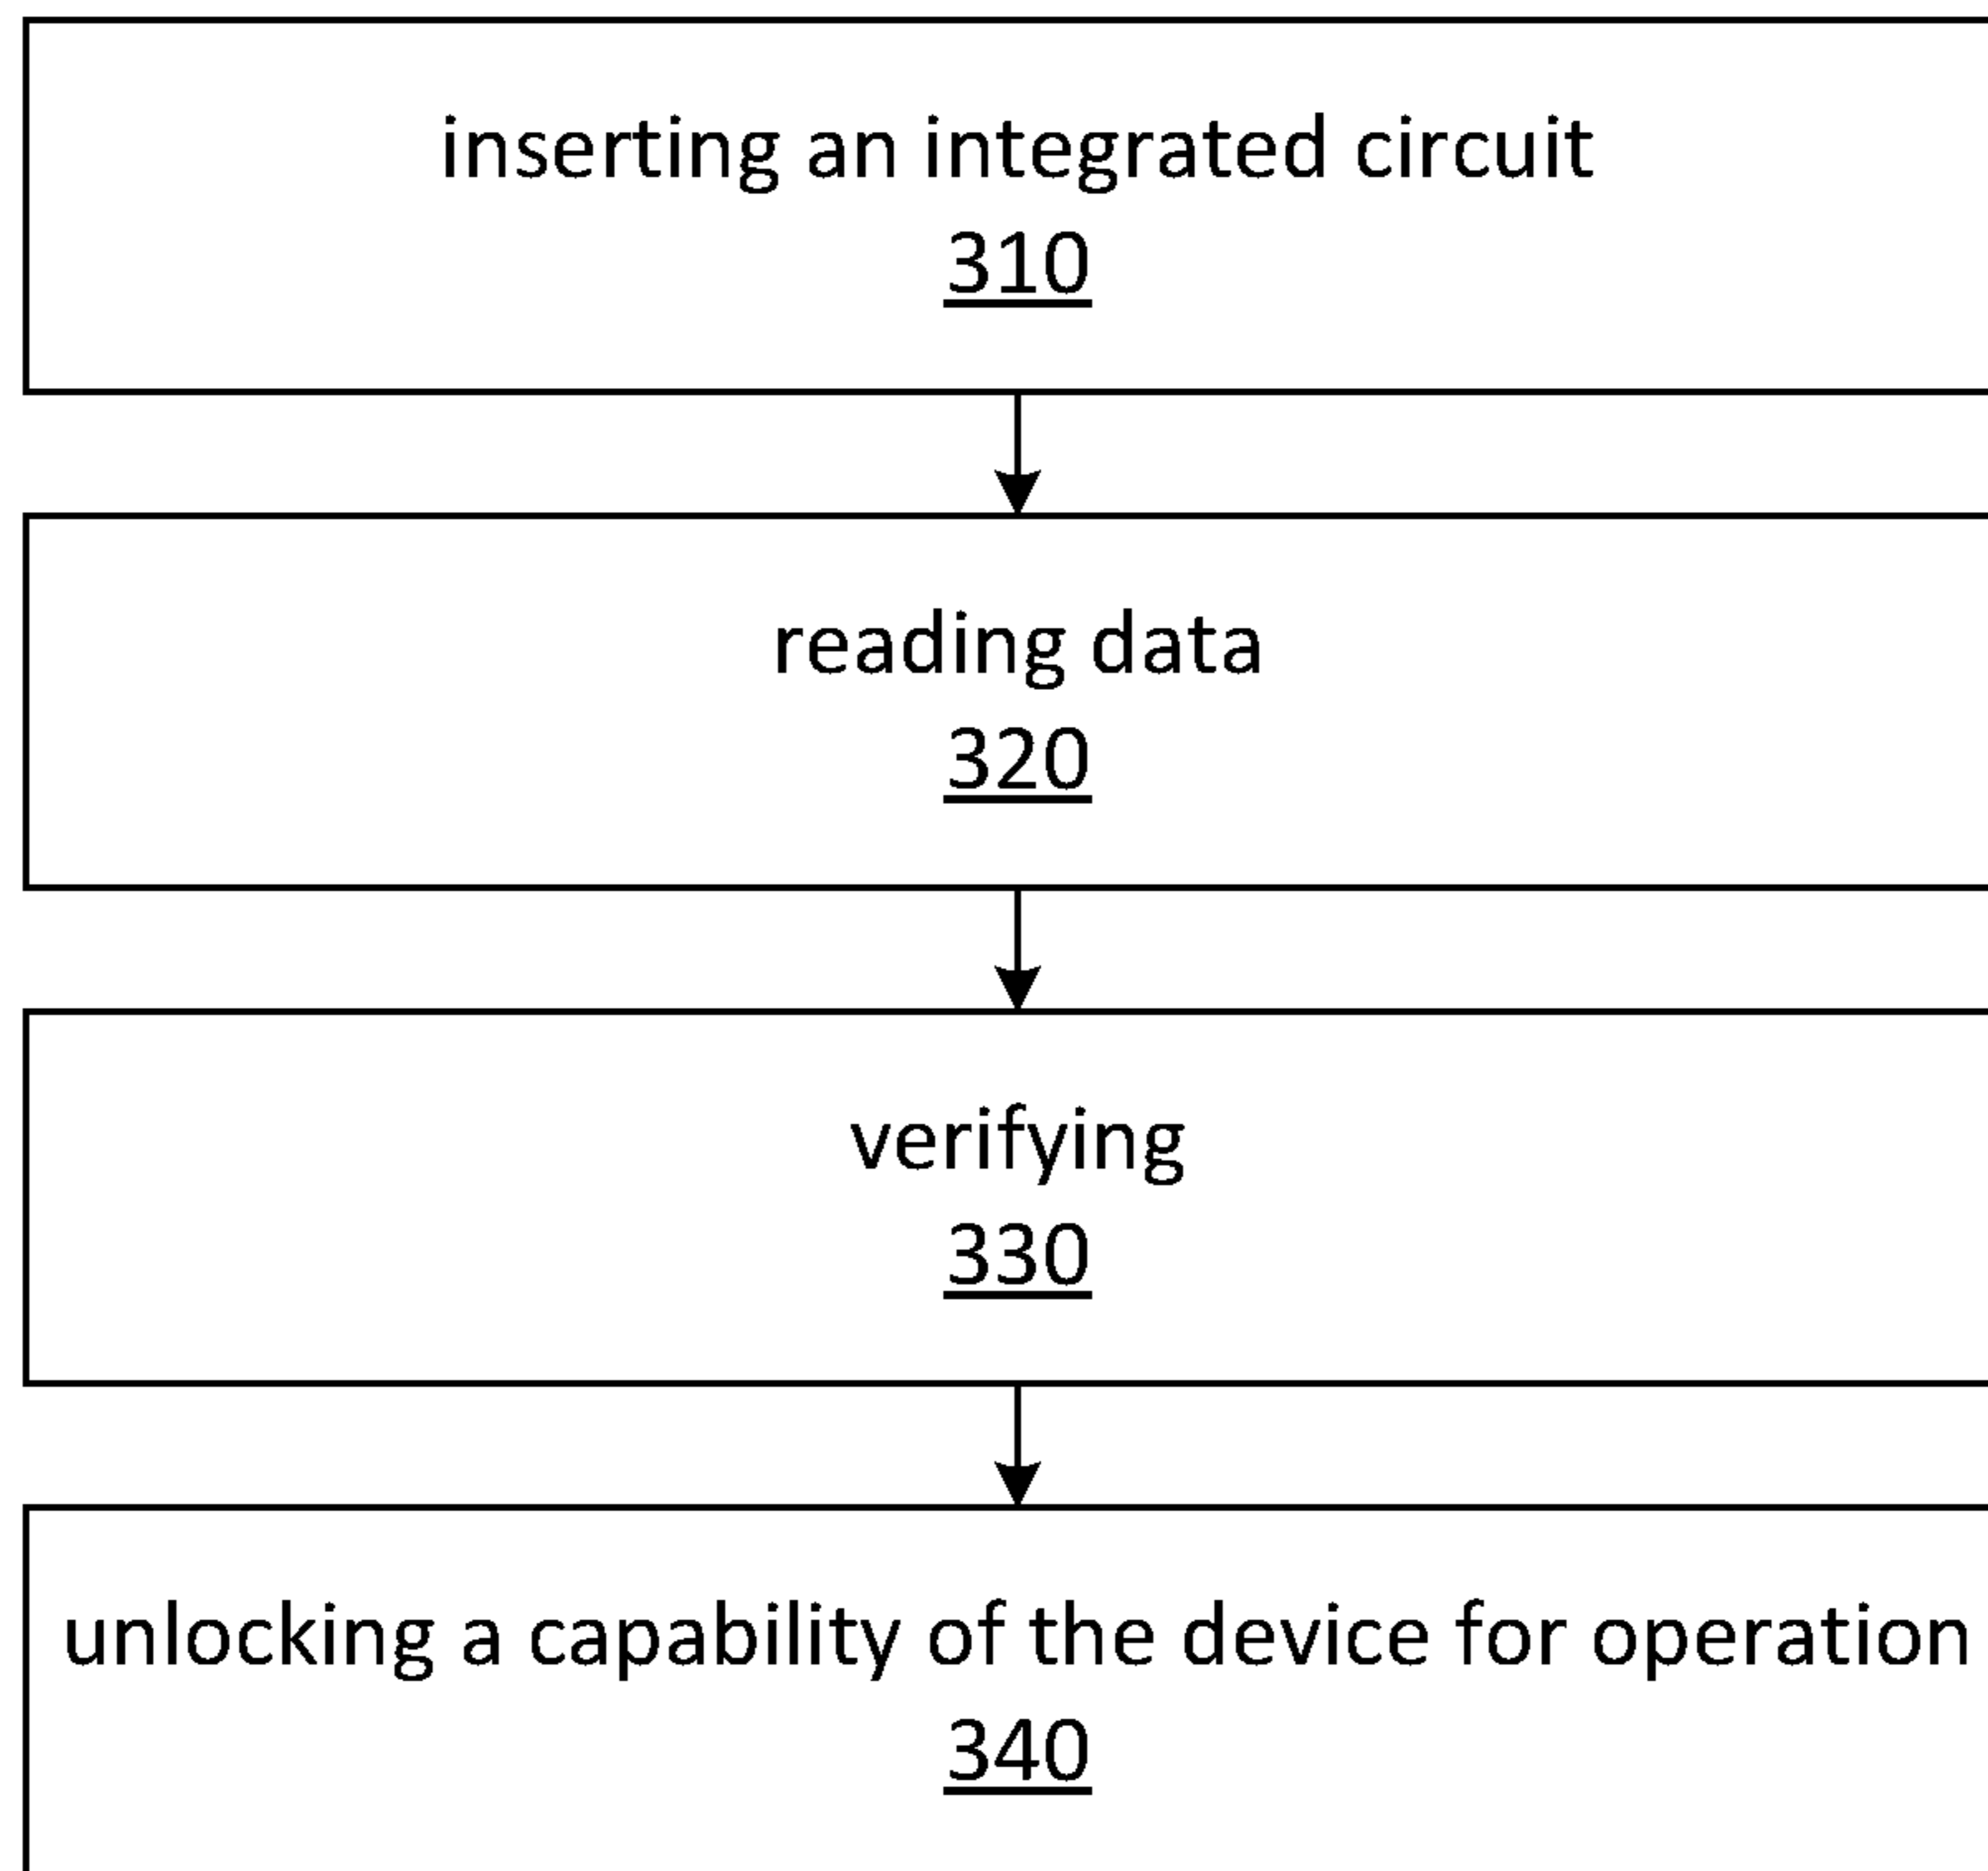 inserting an integrated circuit
310
reading data
320
verifying
330
unlocking a capability of the device for operation
340